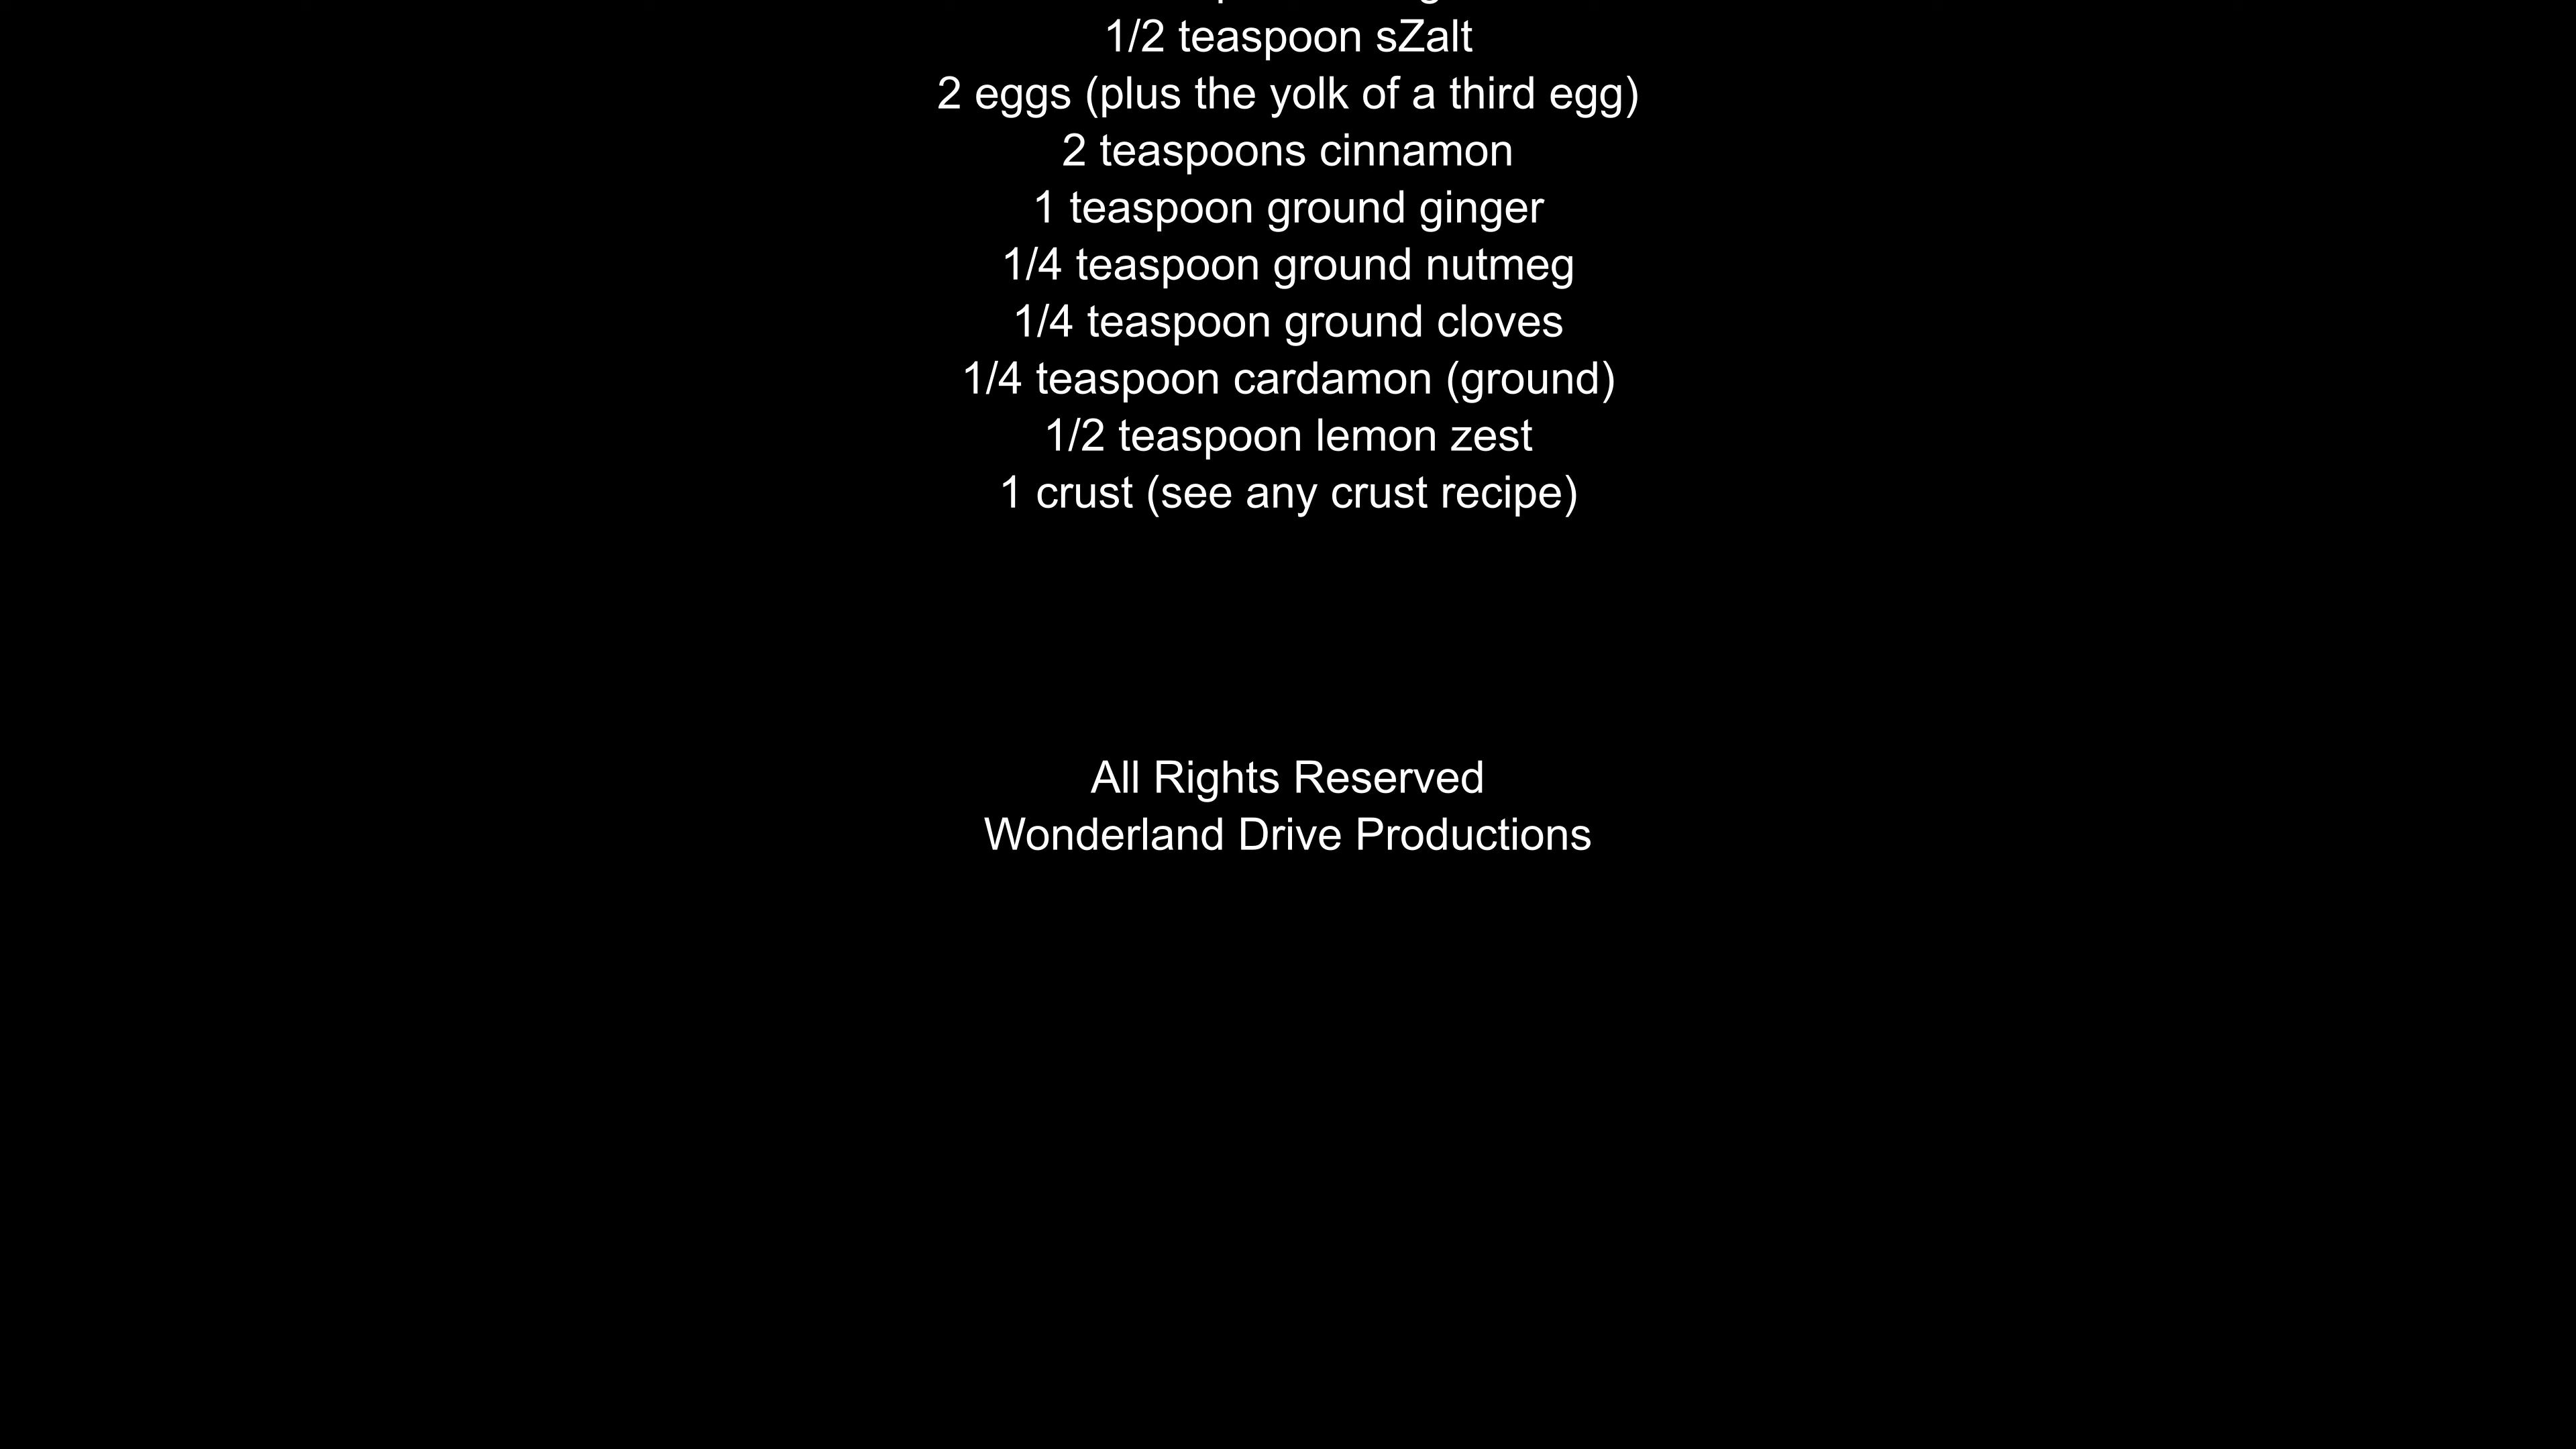 1/2 teaspoon sZalt
2 eggs (plus the yolk of a third egg)
2 teaspoons cinnamon
1 teaspoon ground ginger
1/4 teaspoon ground nutmeg
1/4 teaspoon ground cloves
1/4 teaspoon cardamon (ground)
1/2 teaspoon lemon zest
1 crust (see any crust recipe)
All Rights Reserved
Wonderland Drive Productions